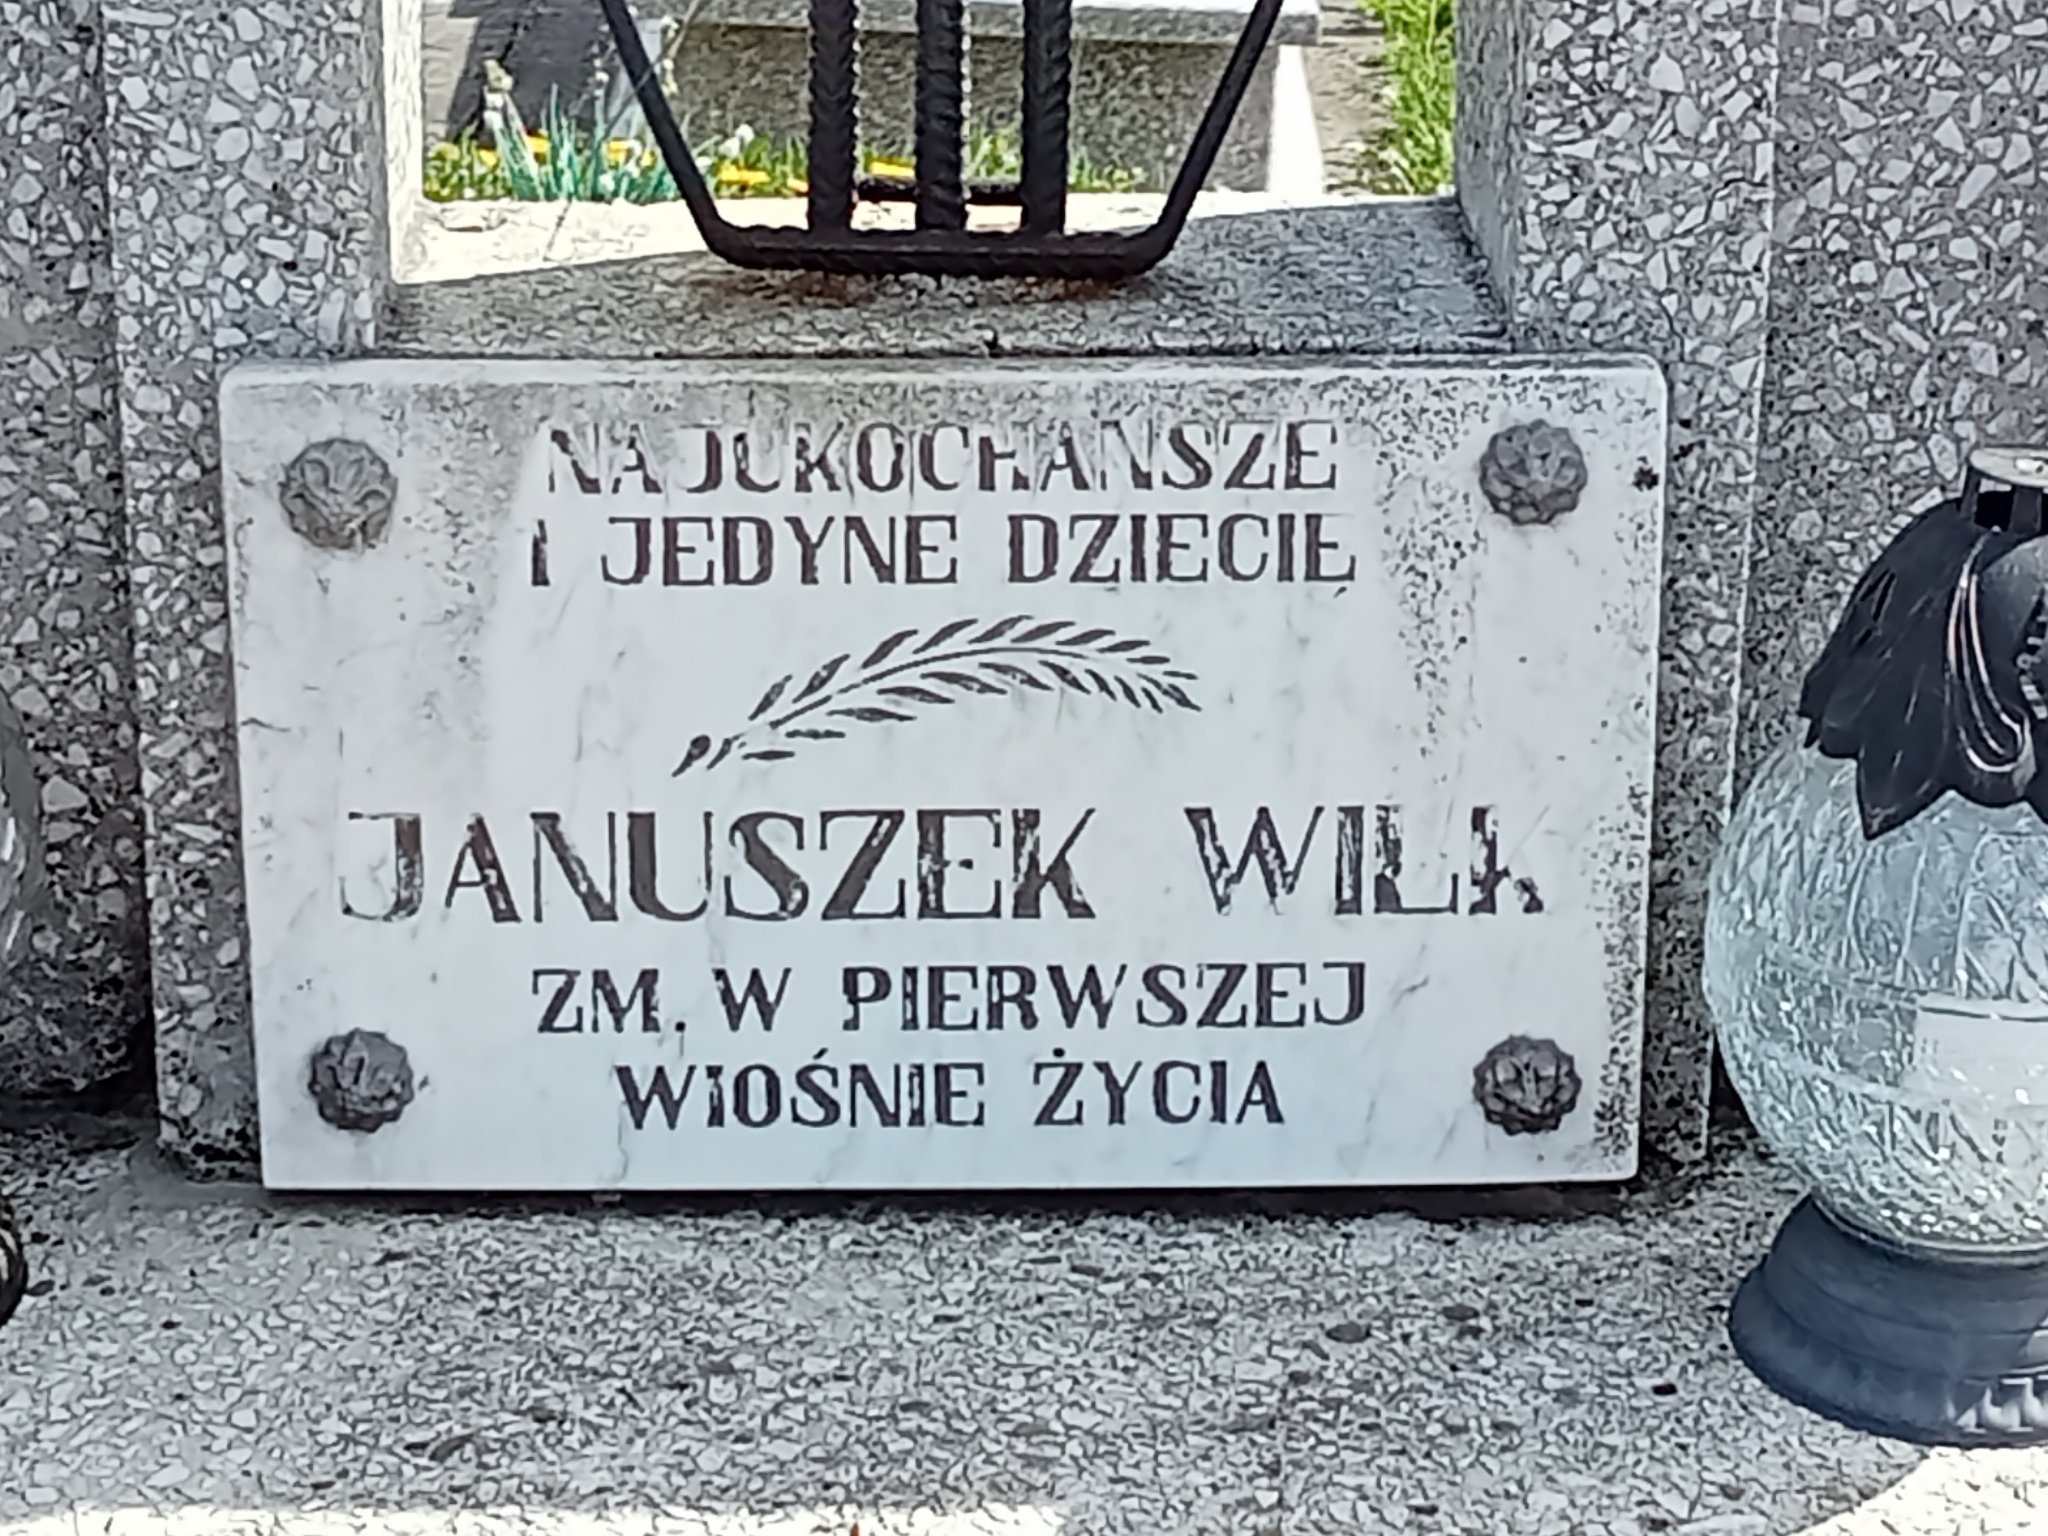 NAJUKOCHAŃSZE
I JEDYNE DZIECIĘ
JANUSZEK WILK
ZM. W PIERWSZEJ
WIOŚNIE ŻYCIA